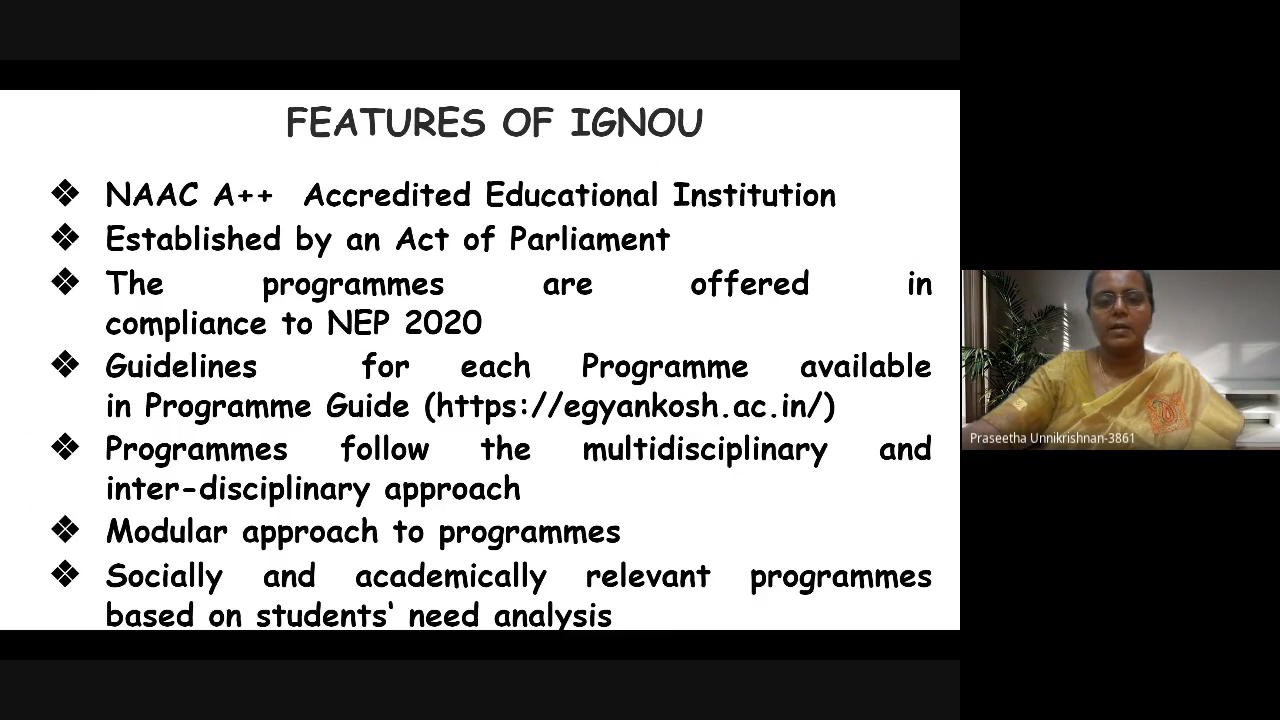 FEATURES OF IGNOU
❖ NAAC A++ Accredited Educational Institution
❖ Established by an Act of Parliament
❖ The programmes are offered in
compliance to NEP 2020
❖ Guidelines for each Programme available
in Programme Guide (https://egyankosh.ac.in/)
❖ Programmes follow the multidisciplinary and
inter-disciplinary approach
❖ Modular approach to programmes
❖ Socially and academically relevant programmes
based on students‘ need analysis
Praseetha Unnikrishnan-3861